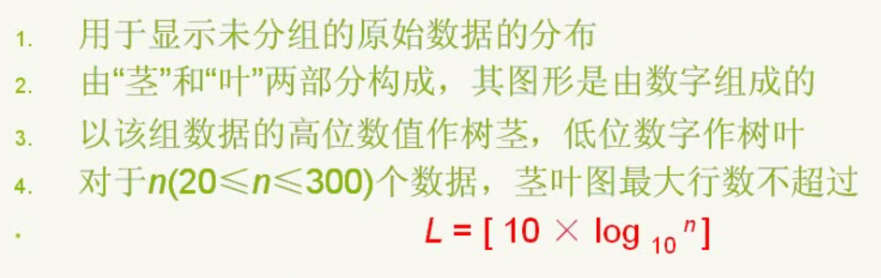 1. 用于显示未分组的原始数据的分布
2. 由“茎”和“叶”两部分构成，其图形是由数字组成的
3. 以该组数据的高位数值作树茎，低位数字作树叶
4. 对于n(20≤n≤300)个数据，茎叶图最大行数不超过
L = [ 10 × log 10 n ]